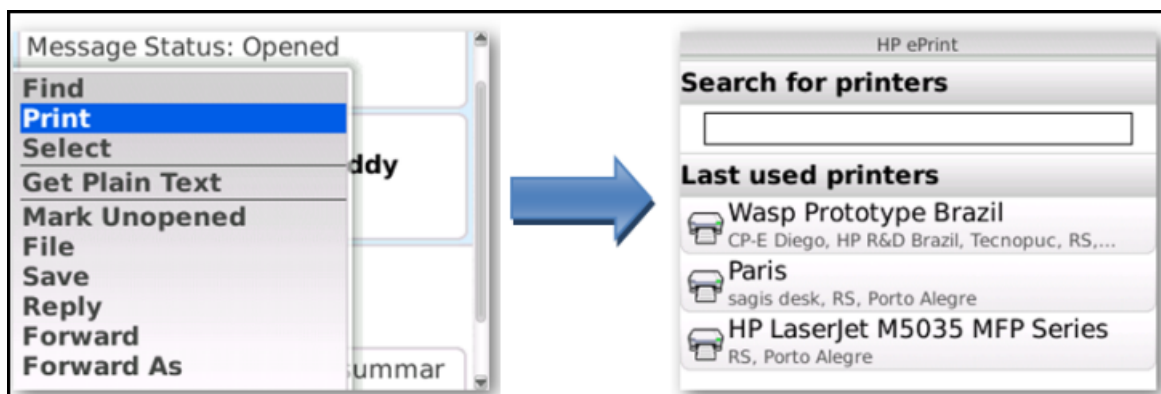 Message Status: Opened
Find
Print
Select
ddy
Get Plain Text
Mark Unopened
File
Save
Reply
Forward
Forward As
ummar
HP ePrint
Search for printers
Last used printers
Wasp Prototype Brazil
CP-E Diego, HP R&D Brazil, Tecnopuc, RS,...
Paris
sagis desk, RS, Porto Alegre
HP LaserJet M5035 MFP Series
RS, Porto Alegre